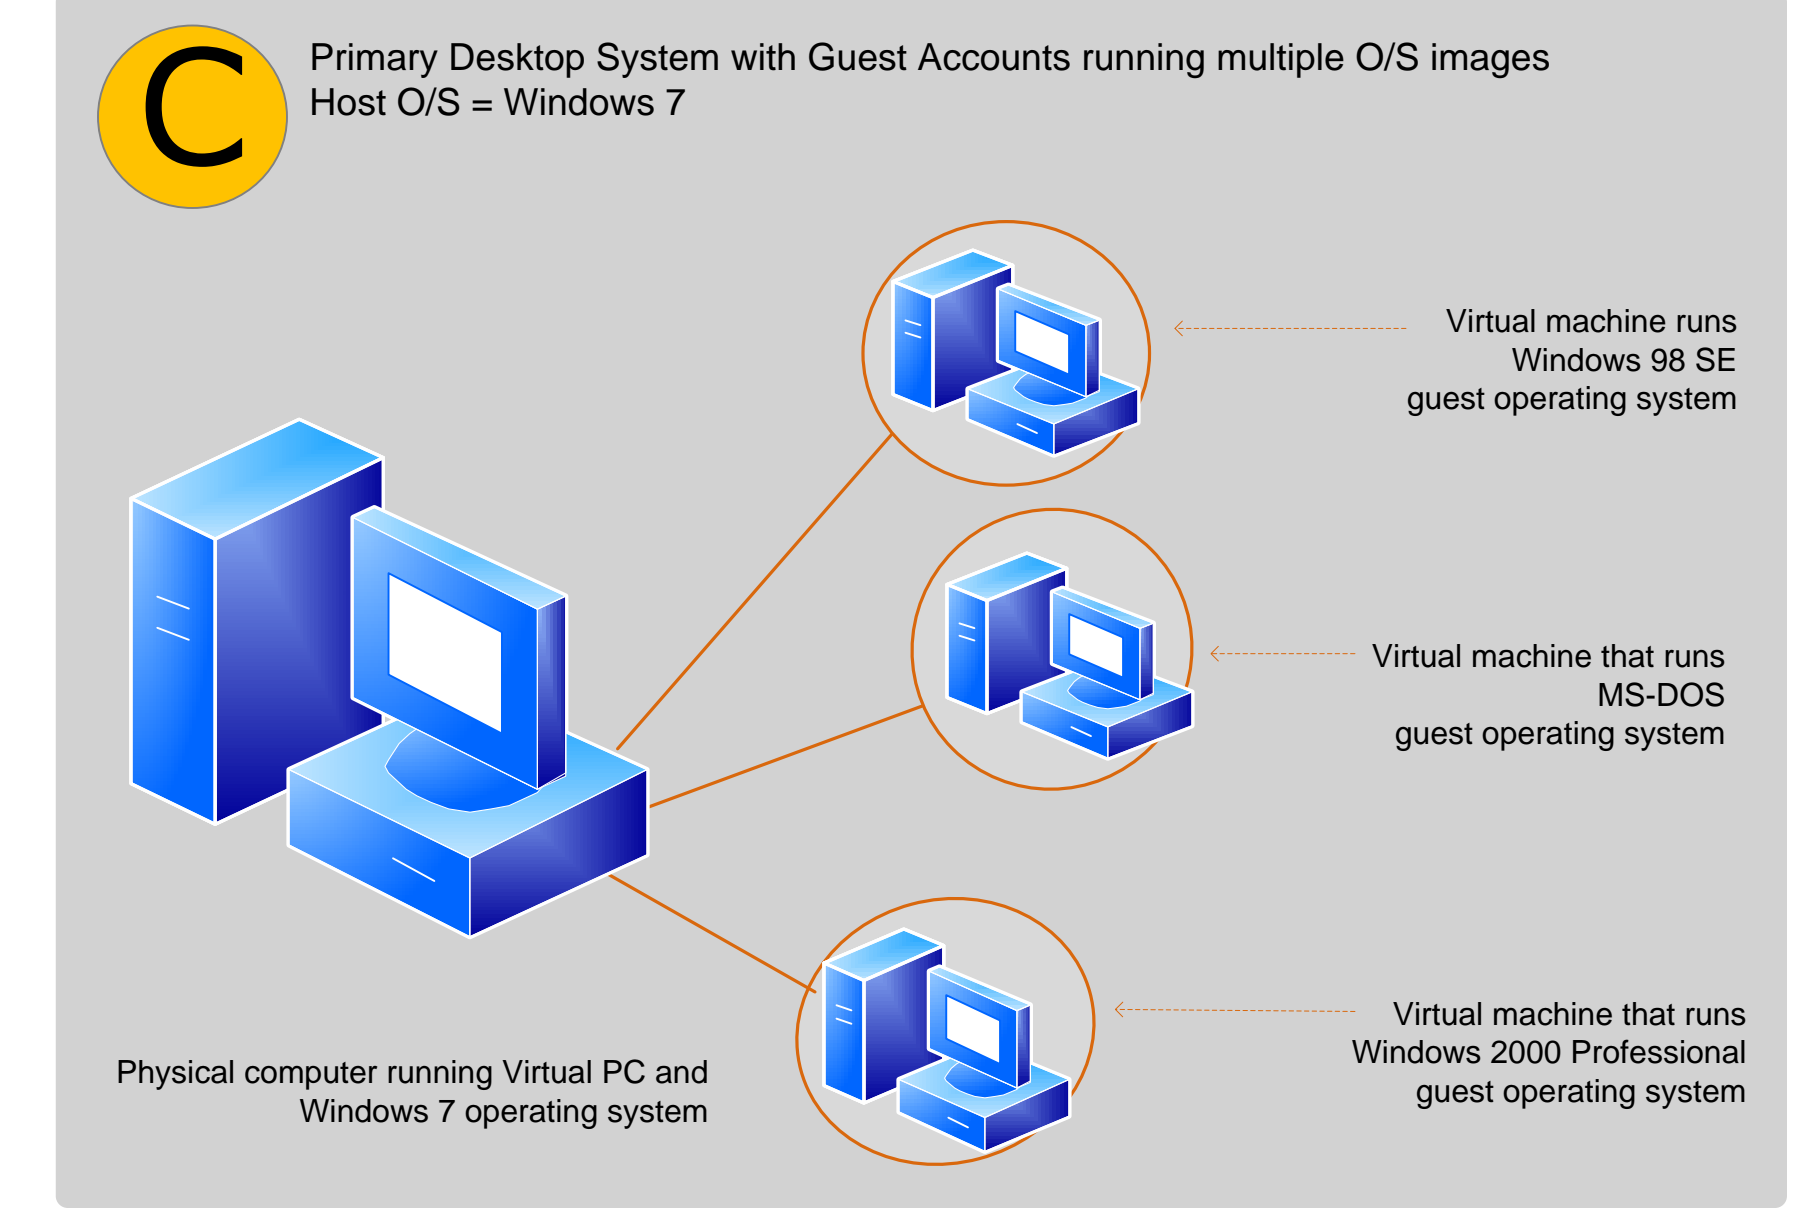 C
Primary Desktop System with Guest Accounts running multiple O/S images
Host O/S = Windows 7
Virtual machine runs
Windows 98 SE
guest operating system
Virtual machine that runs
MS-DOS
guest operating system
Virtual machine that runs
Windows 2000 Professional
guest operating system
Physical computer running Virtual PC and
Windows 7 operating system